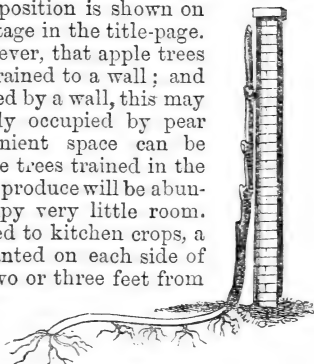 position is shown on
tage in the title-page.
ever, that apple trees
rained to a wall; and
ed by a wall, this may
ly occupied by pear
nient space can be
e trees trained in the
produce will be abun-
py very little room.
ed to kitchen crops, a
nted on each side of
wo or three feet from